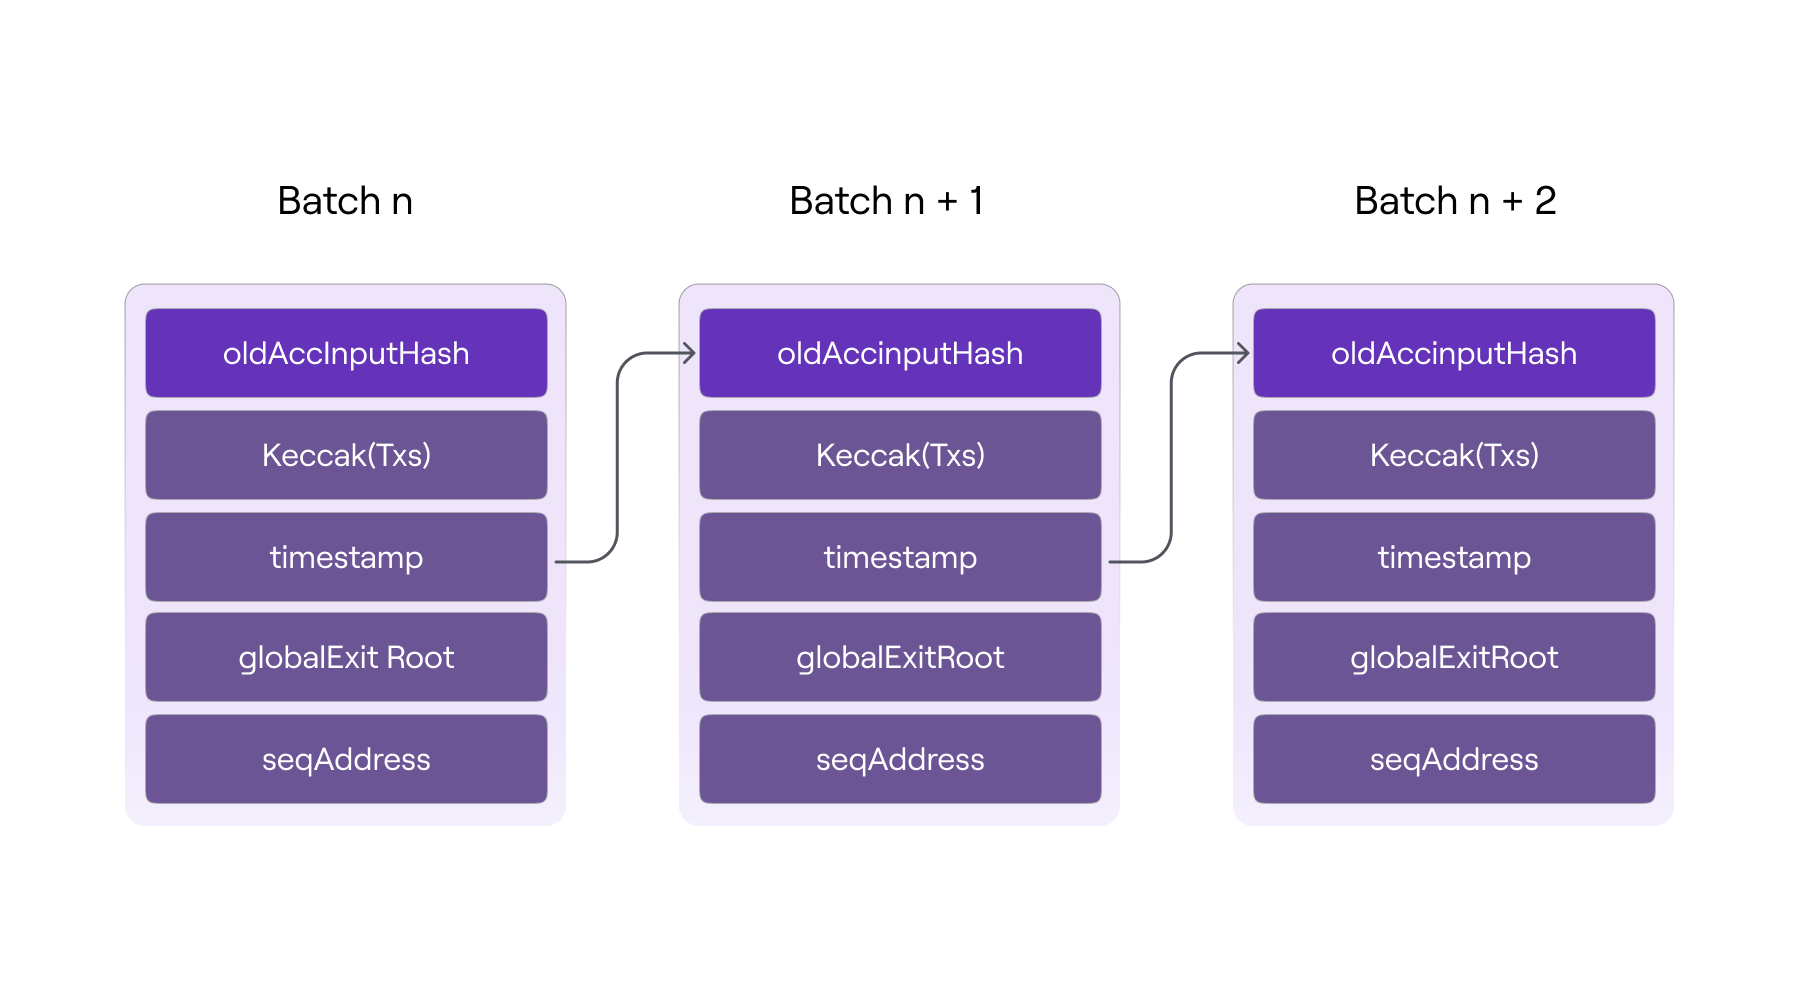 Batch n
oldAccInputHash
Keccak(Txs)
timestamp
globalExit Root
seqAddress
Batch n + 1
oldAccinputHash
Keccak(Txs)
timestamp
globalExitRoot
seqAddress
Batch n + 2
oldAccinputHash
Keccak(Txs)
timestamp
globalExitRoot
seqAddress